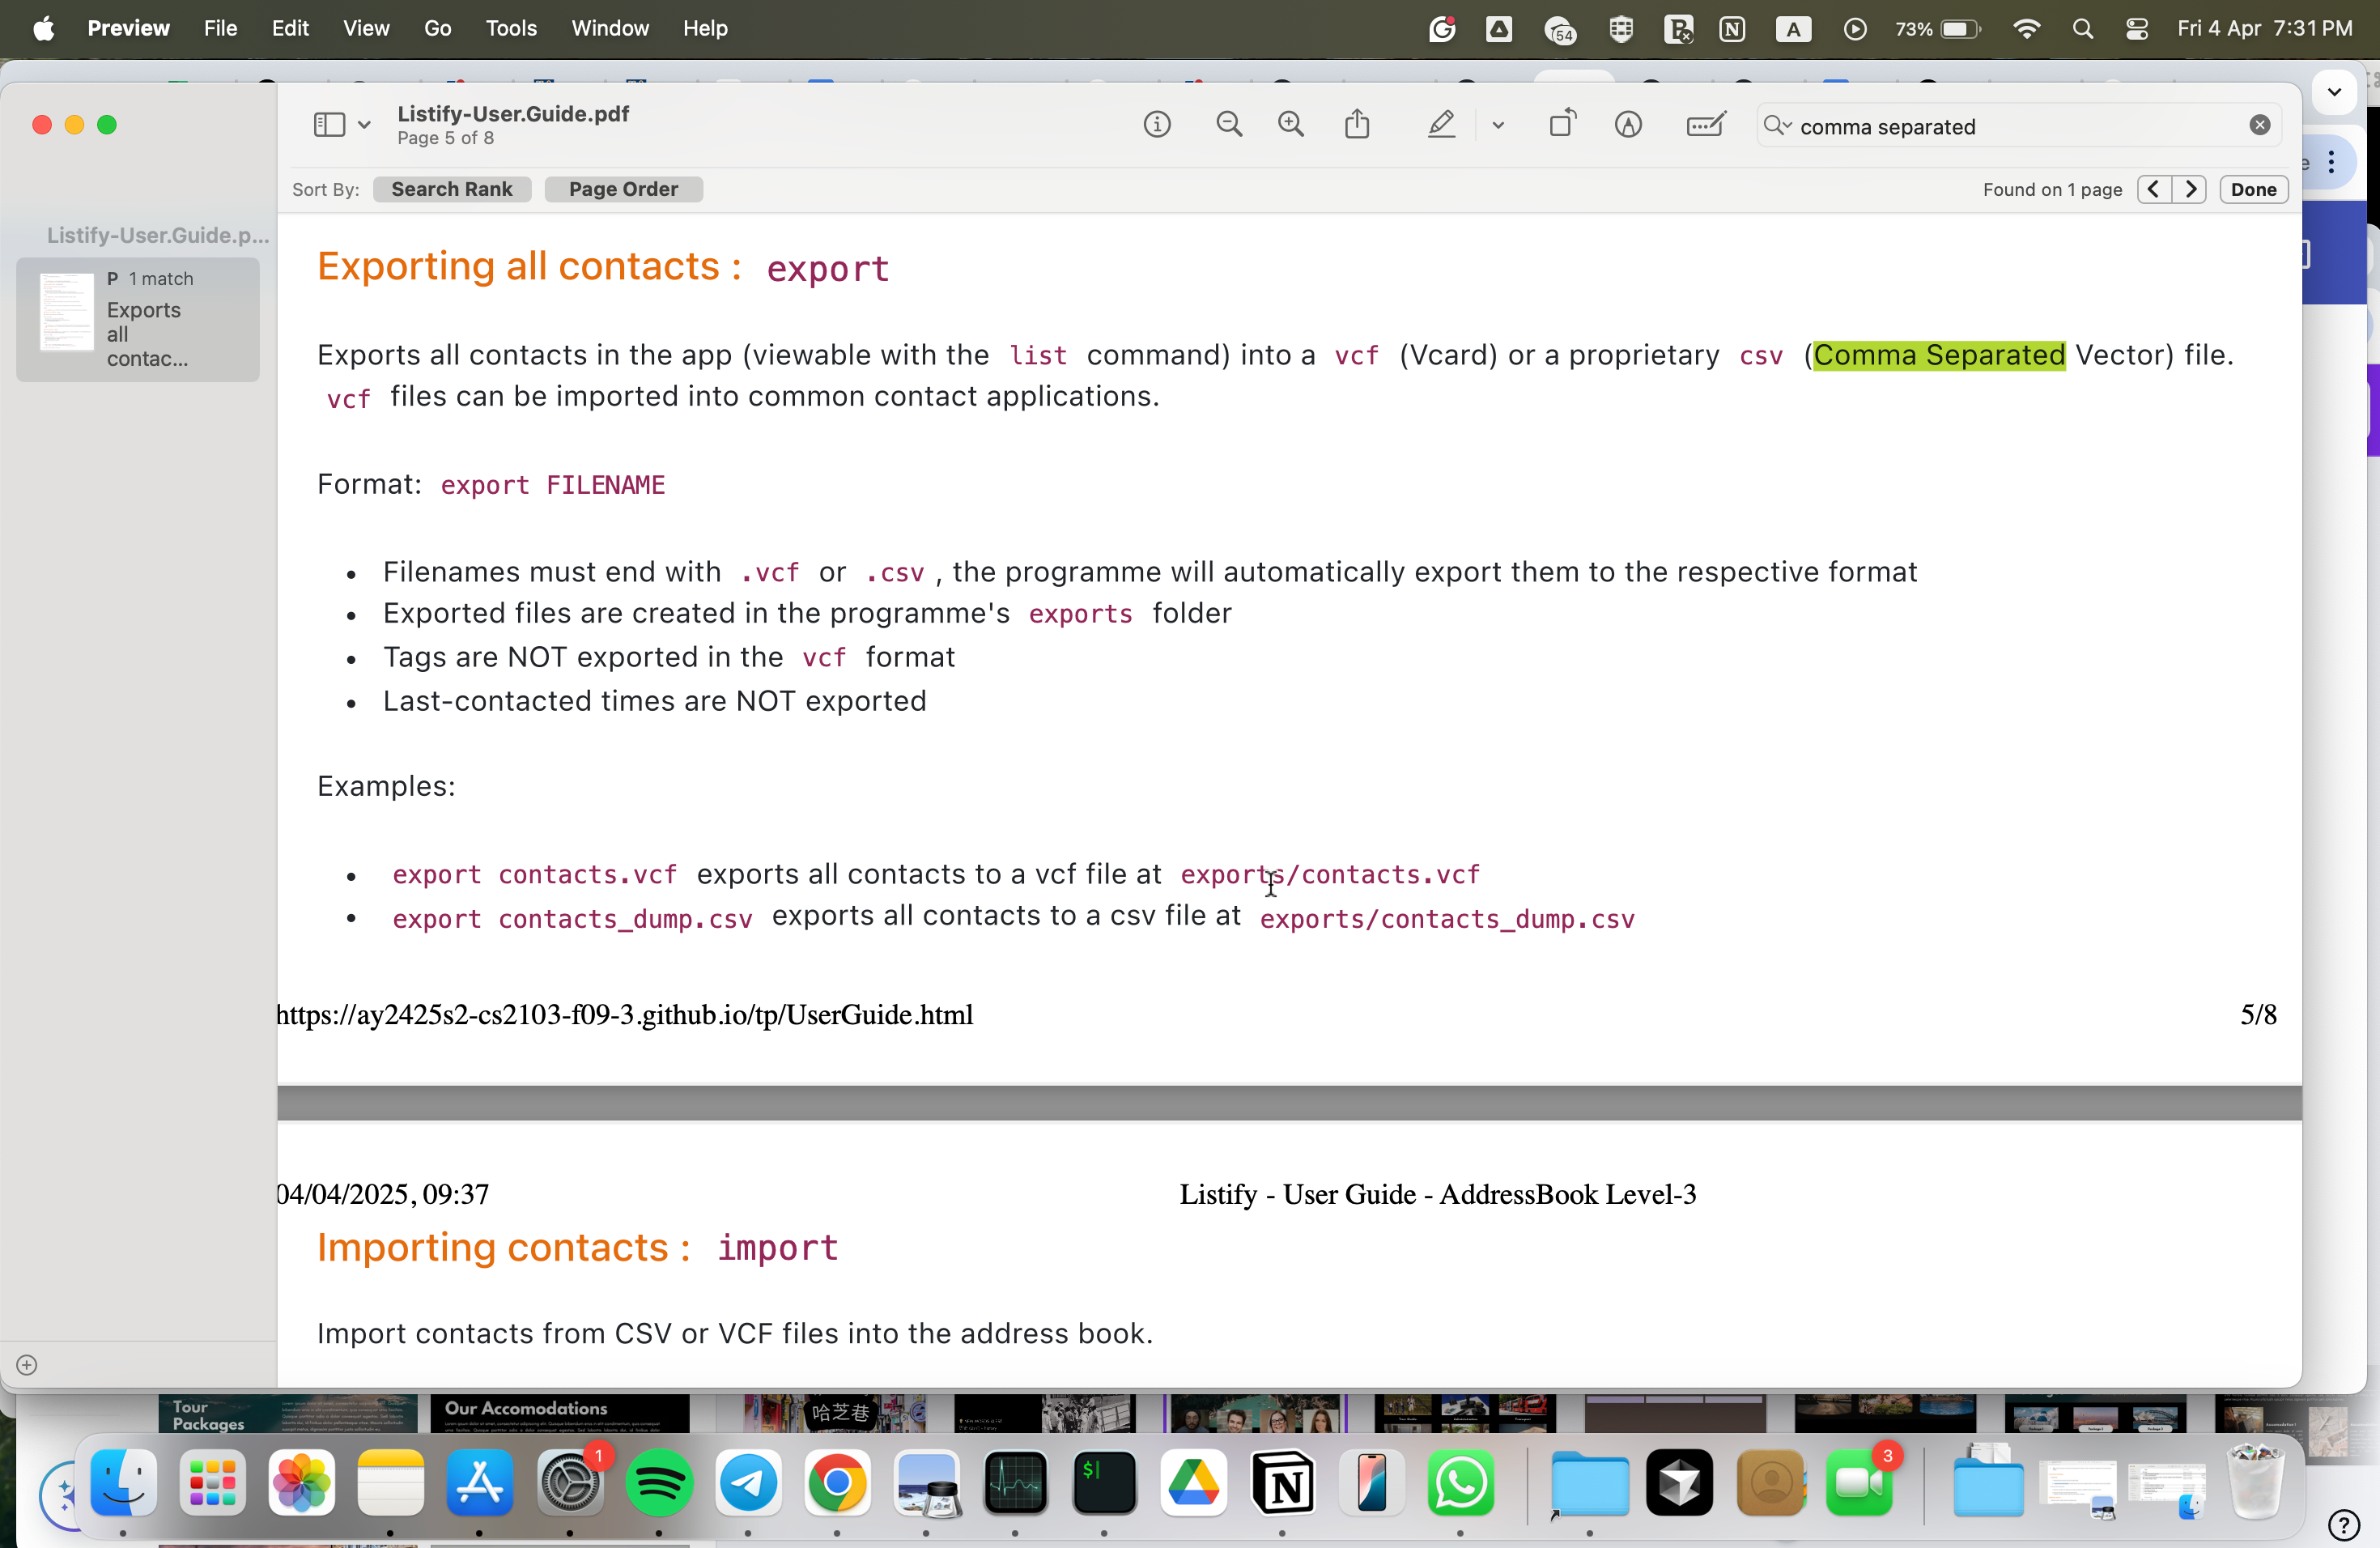 Preview File Edit View Go Tools Window Help
54
A
73%
Fri 4 Apr 7:31 PM
Listify-User.Guide.pdf
Page 5 of 8
comma separated
Sort By: Search Rank Page Order
Found on 1 page
Done
Listify-User.Guide.p...
P 1 match
Exports
all
contac...
Exporting all contacts : export
Exports all contacts in the app (viewable with the list command) into a vcf (Vcard) or a proprietary csv (Comma Separated Vector) file.
vcf files can be imported into common contact applications.
Format: export FILENAME
• Filenames must end with .vcf or .csv , the programme will automatically export them to the respective format
• Exported files are created in the programme's exports folder
• Tags are NOT exported in the vcf format
• Last-contacted times are NOT exported
Examples:
• export contacts.vcf exports all contacts to a vcf file at exports/contacts.vcf
• export contacts_dump.csv exports all contacts to a csv file at exports/contacts_dump.csv
https://ay2425s2-cs2103-f09-3.github.io/tp/UserGuide.html
5/8
04/04/2025, 09:37
Listify - User Guide - AddressBook Level-3
Importing contacts : import
Import contacts from CSV or VCF files into the address book.
Tour
Packages
Our Accomodations
哈芝巷
1
$
3
?